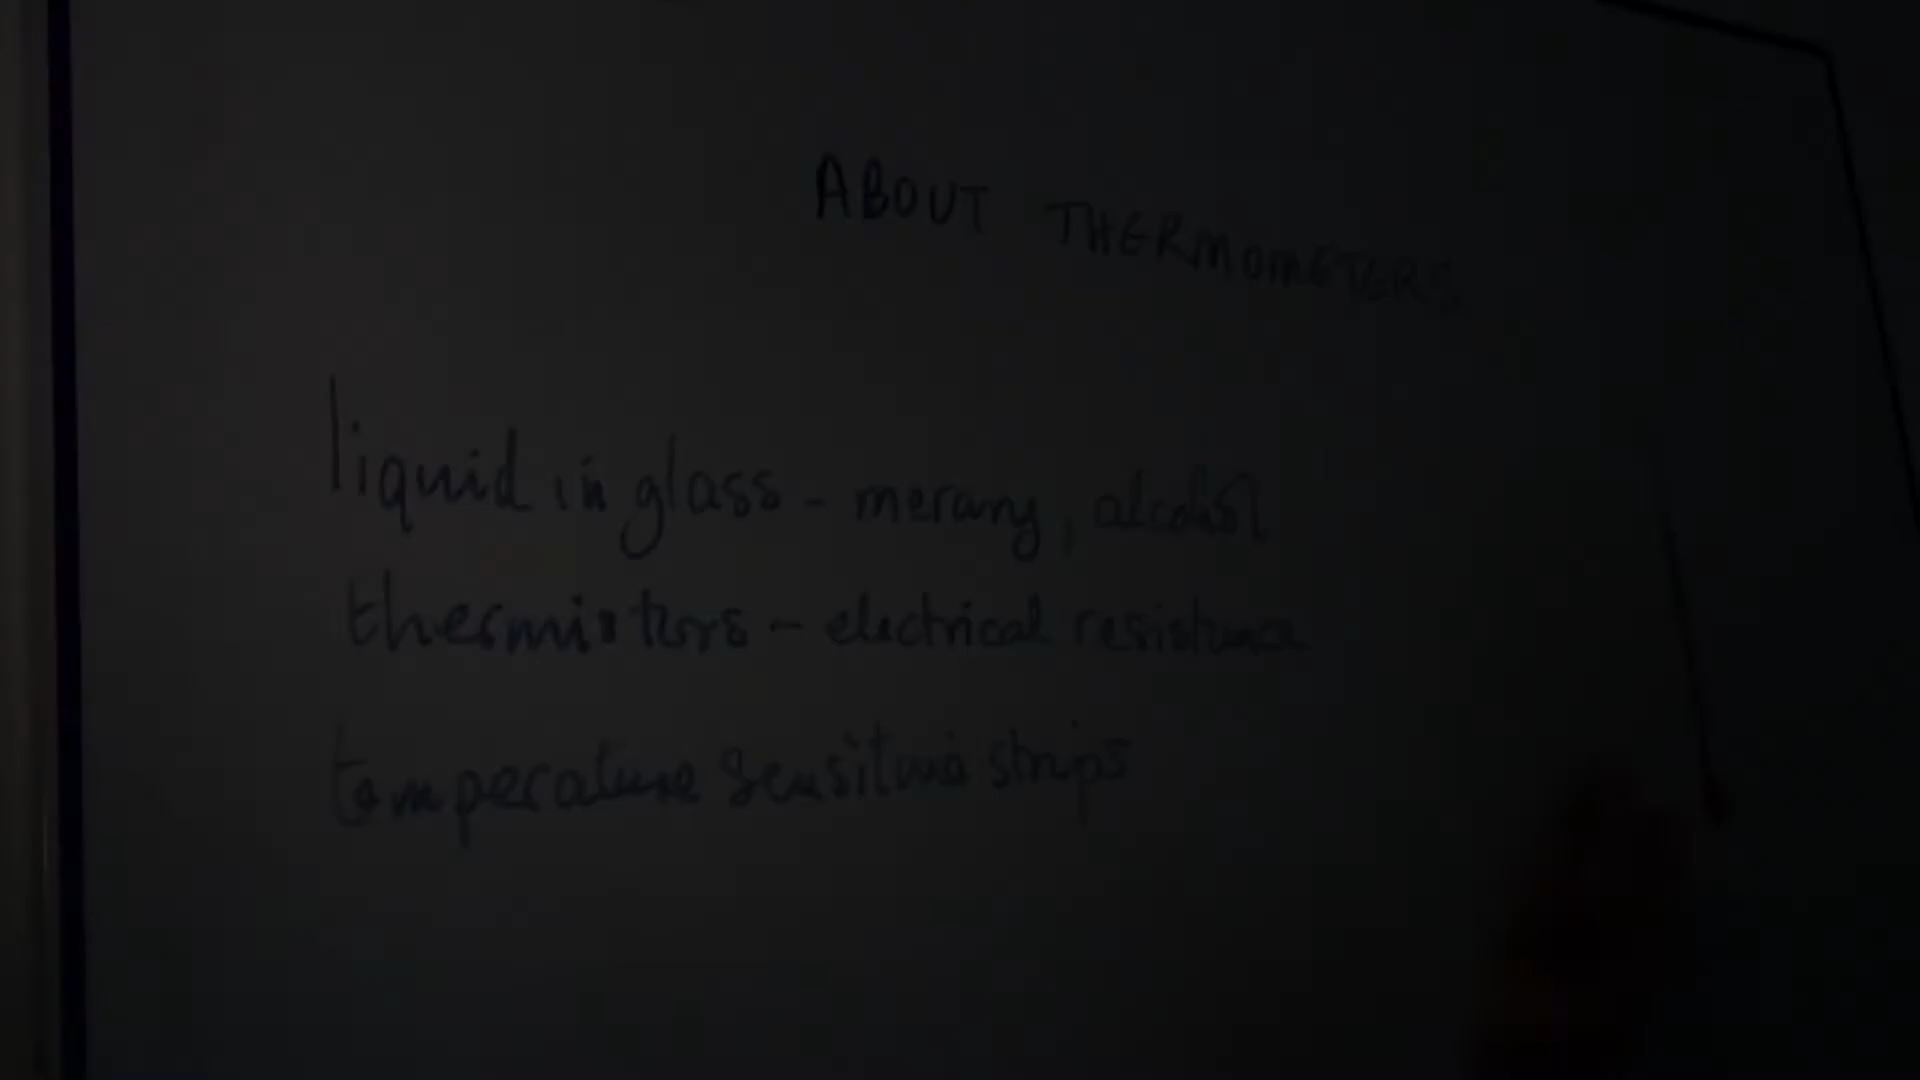 ABOUT THERMOMETERS
liquid in glass - mercury, alcohol
thermistors - electrical resistance
temperature sensitive strips